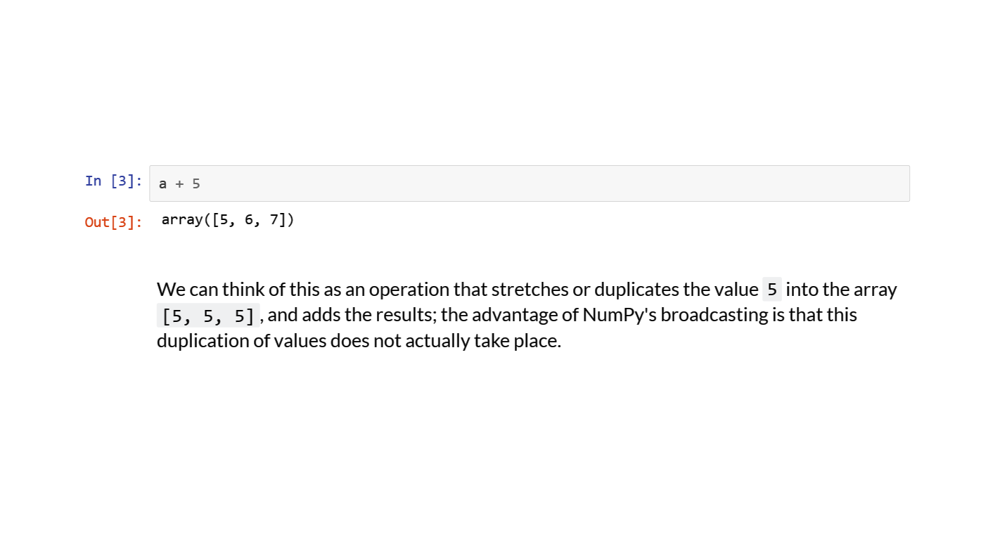 In [3]: a + 5
Out[3]: array([5, 6, 7])
We can think of this as an operation that stretches or duplicates the value 5 into the array
[5, 5, 5], and adds the results; the advantage of NumPy's broadcasting is that this
duplication of values does not actually take place.